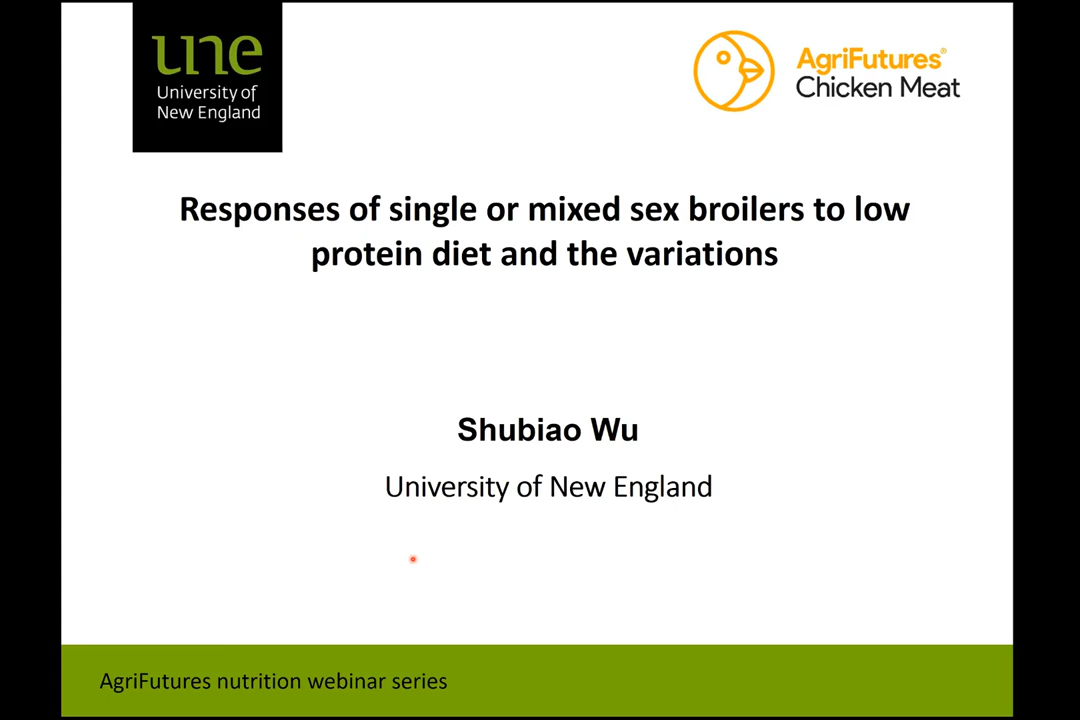 une
University of
New England
AgriFutures®
Chicken Meat
Responses of single or mixed sex broilers to low
protein diet and the variations
Shubiao Wu
University of New England
AgriFutures nutrition webinar series